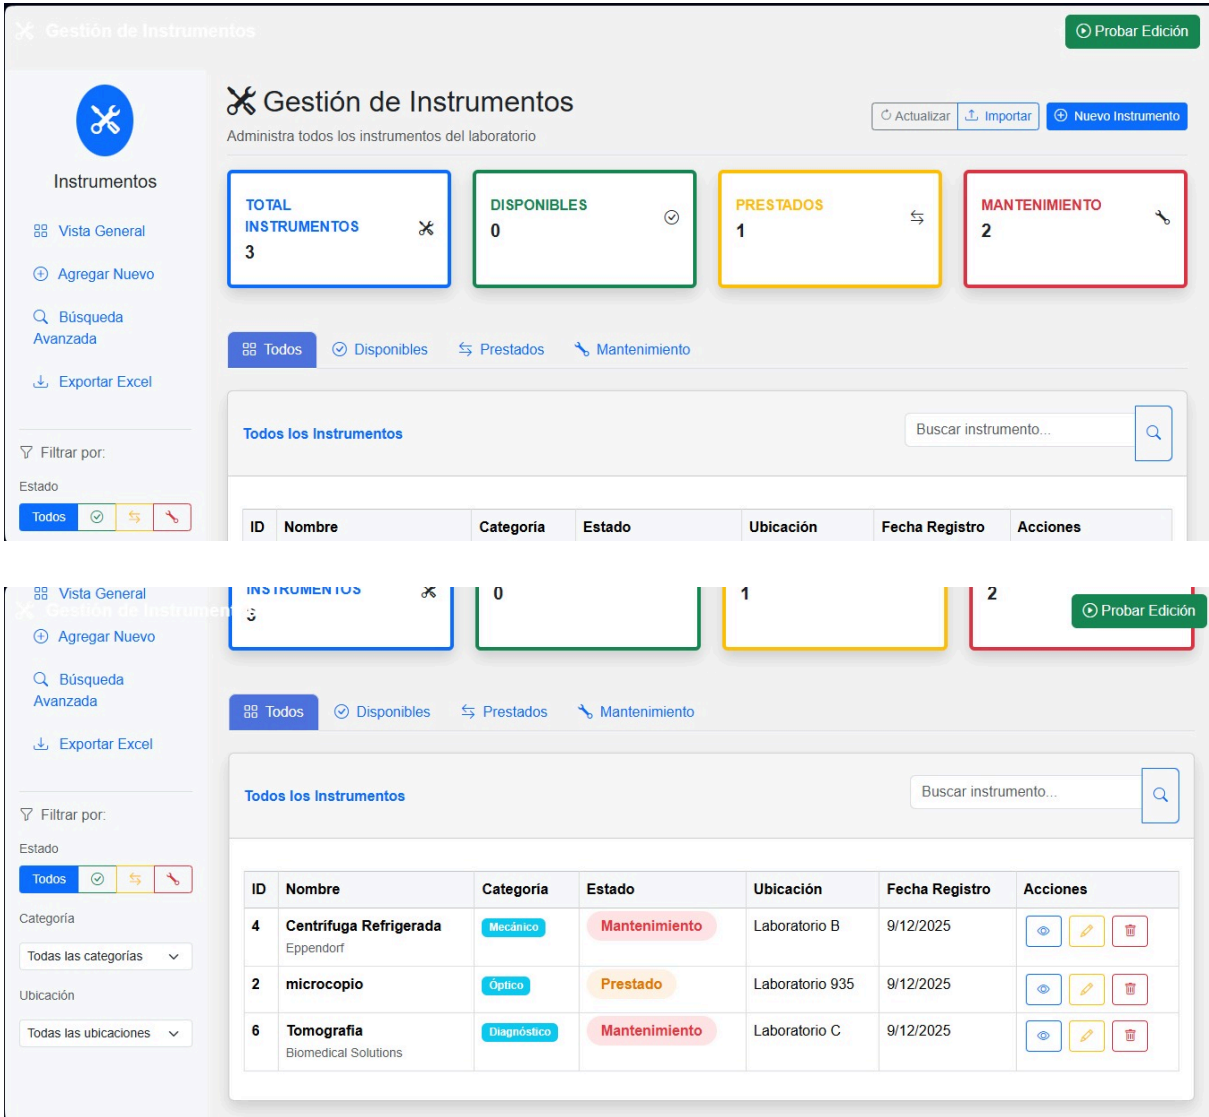 Gestión de Instrumentos
Probar Edición
Instrumentos
Vista General
Agregar Nuevo
Búsqueda
Avanzada
Exportar Excel
Filtrar por:
Estado
Todos
Gestión de Instrumentos
Administra todos los instrumentos del laboratorio
Actualizar
Importar
Nuevo Instrumento
TOTAL
INSTRUMENTOS
3
DISPONIBLES
0
PRESTADOS
1
MANTENIMIENTO
2
Todos
Disponibles
Prestados
Mantenimiento
Todos los Instrumentos
Buscar instrumento...
ID Nombre Categoría Estado Ubicación Fecha Registro Acciones
Vista General
Gestión de Instrumentos
Agregar Nuevo
Búsqueda
Avanzada
Exportar Excel
Filtrar por:
Estado
Todos
Categoría
Todas las categorías
Ubicación
Todas las ubicaciones
INSTRUMENTOS
3
0
1
2
Probar Edición
Todos
Disponibles
Prestados
Mantenimiento
Todos los Instrumentos
Buscar instrumento...
ID Nombre Categoría Estado Ubicación Fecha Registro Acciones
4 Centrífuga Refrigerada Mecánico Mantenimiento Laboratorio B 9/12/2025
Eppendorf
2 microcopio Óptico Prestado Laboratorio 935 9/12/2025
6 Tomografia Diagnóstico Mantenimiento Laboratorio C 9/12/2025
Biomedical Solutions